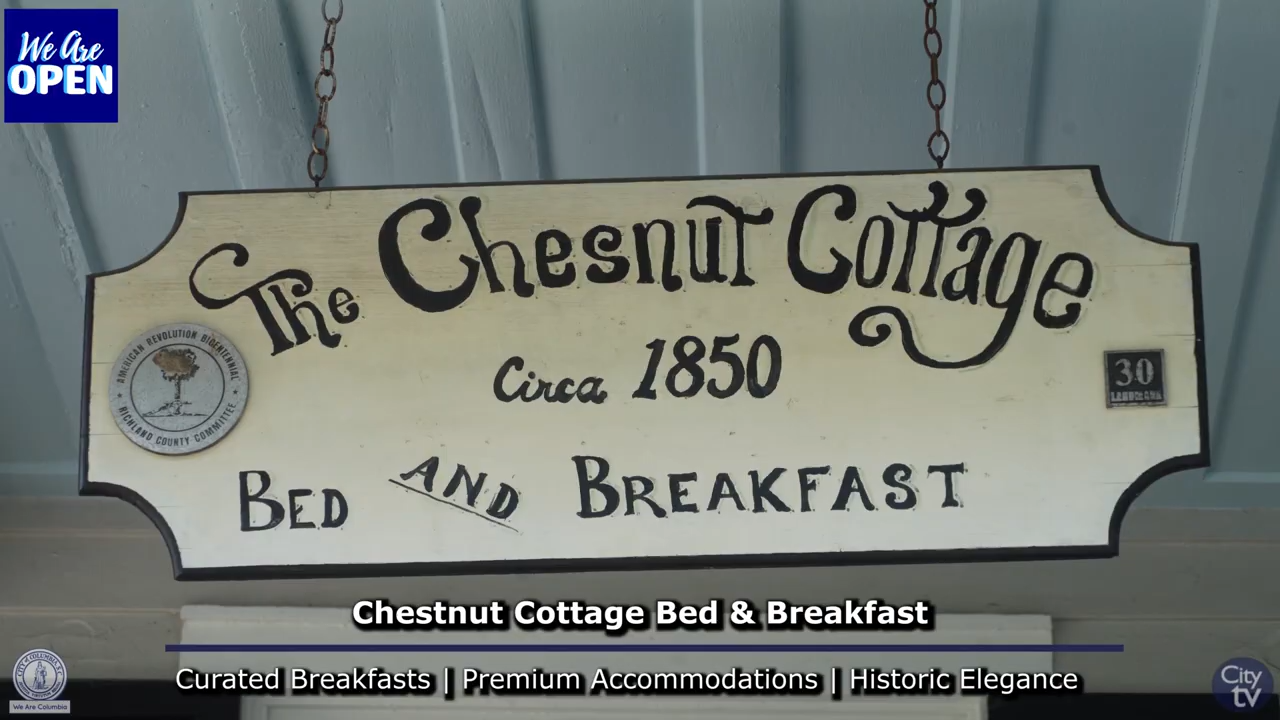 We Are
OPEN
The Chesnut Cottage
Circa 1850
AMERICAN REVOLUTION BICENTENNIAL
RICHLAND COUNTY COMMITTEE
30
LANDMARK
BED AND BREAKFAST
Chestnut Cottage Bed & Breakfast
Curated Breakfasts | Premium Accommodations | Historic Elegance
We Are Columbia
City
tv